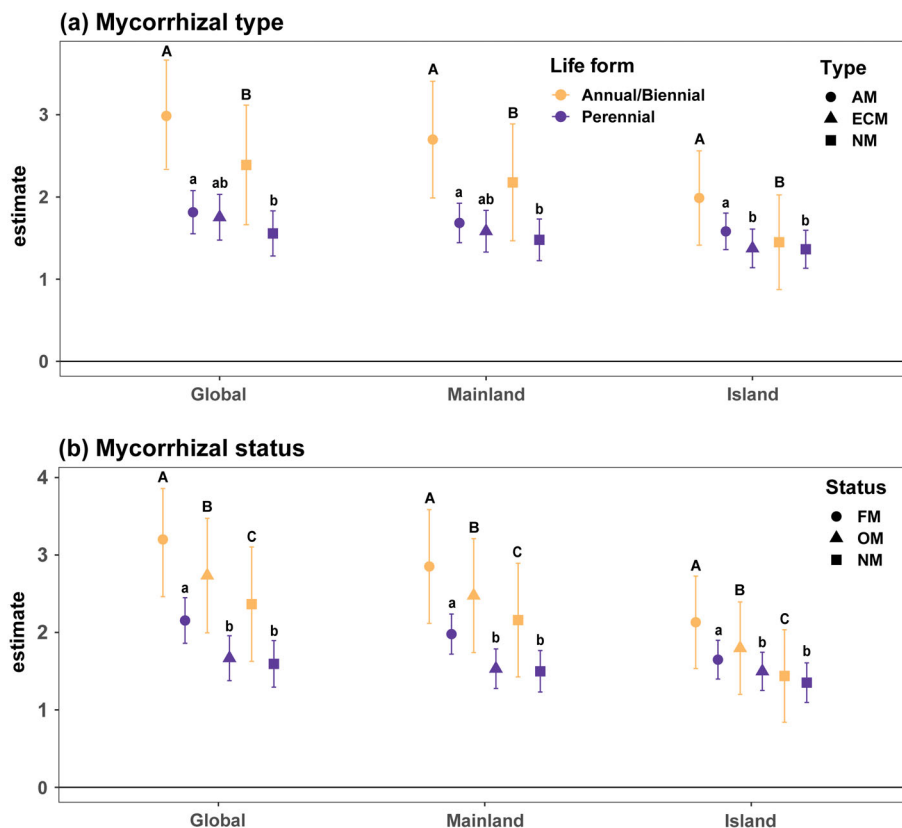 (a) Mycorrhizal type
A
B
a
ab
b
A
B
a
ab
b
A
B
a
b
b
Life form
Annual/Biennial
Perennial
Type
AM
ECM
NM
estimate
3
2
1
0
Global Mainland Island
(b) Mycorrhizal status
A
B
C
a
b
b
A
B
C
a
b
b
A
B
C
a
b
b
Status
FM
OM
NM
estimate
4
3
2
1
0
Global Mainland Island